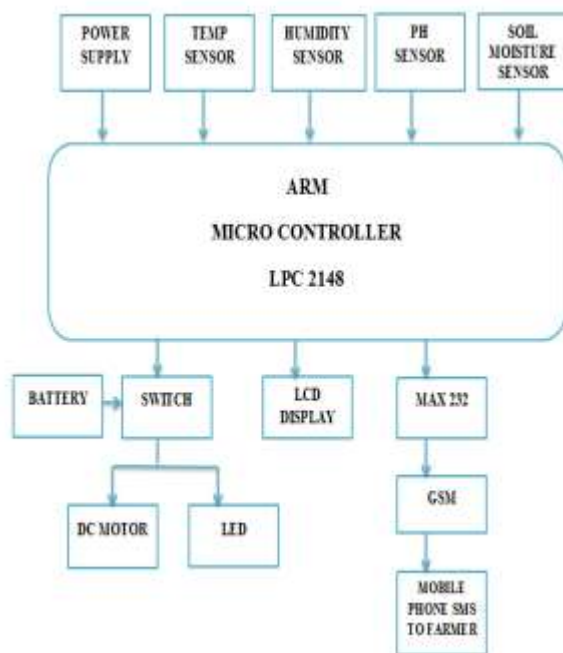 POWER
SUPPLY
TEMP
SENSOR
HUMIDITY
SENSOR
PH
SENSOR
SOIL
MOISTURE
SENSOR
ARM
MICRO CONTROLLER
LPC 2148
BATTERY
SWITCH
LCD
DISPLAY
MAX 232
DC MOTOR
LED
GSM
MOBILE
PHONE SMS
TO FARMER